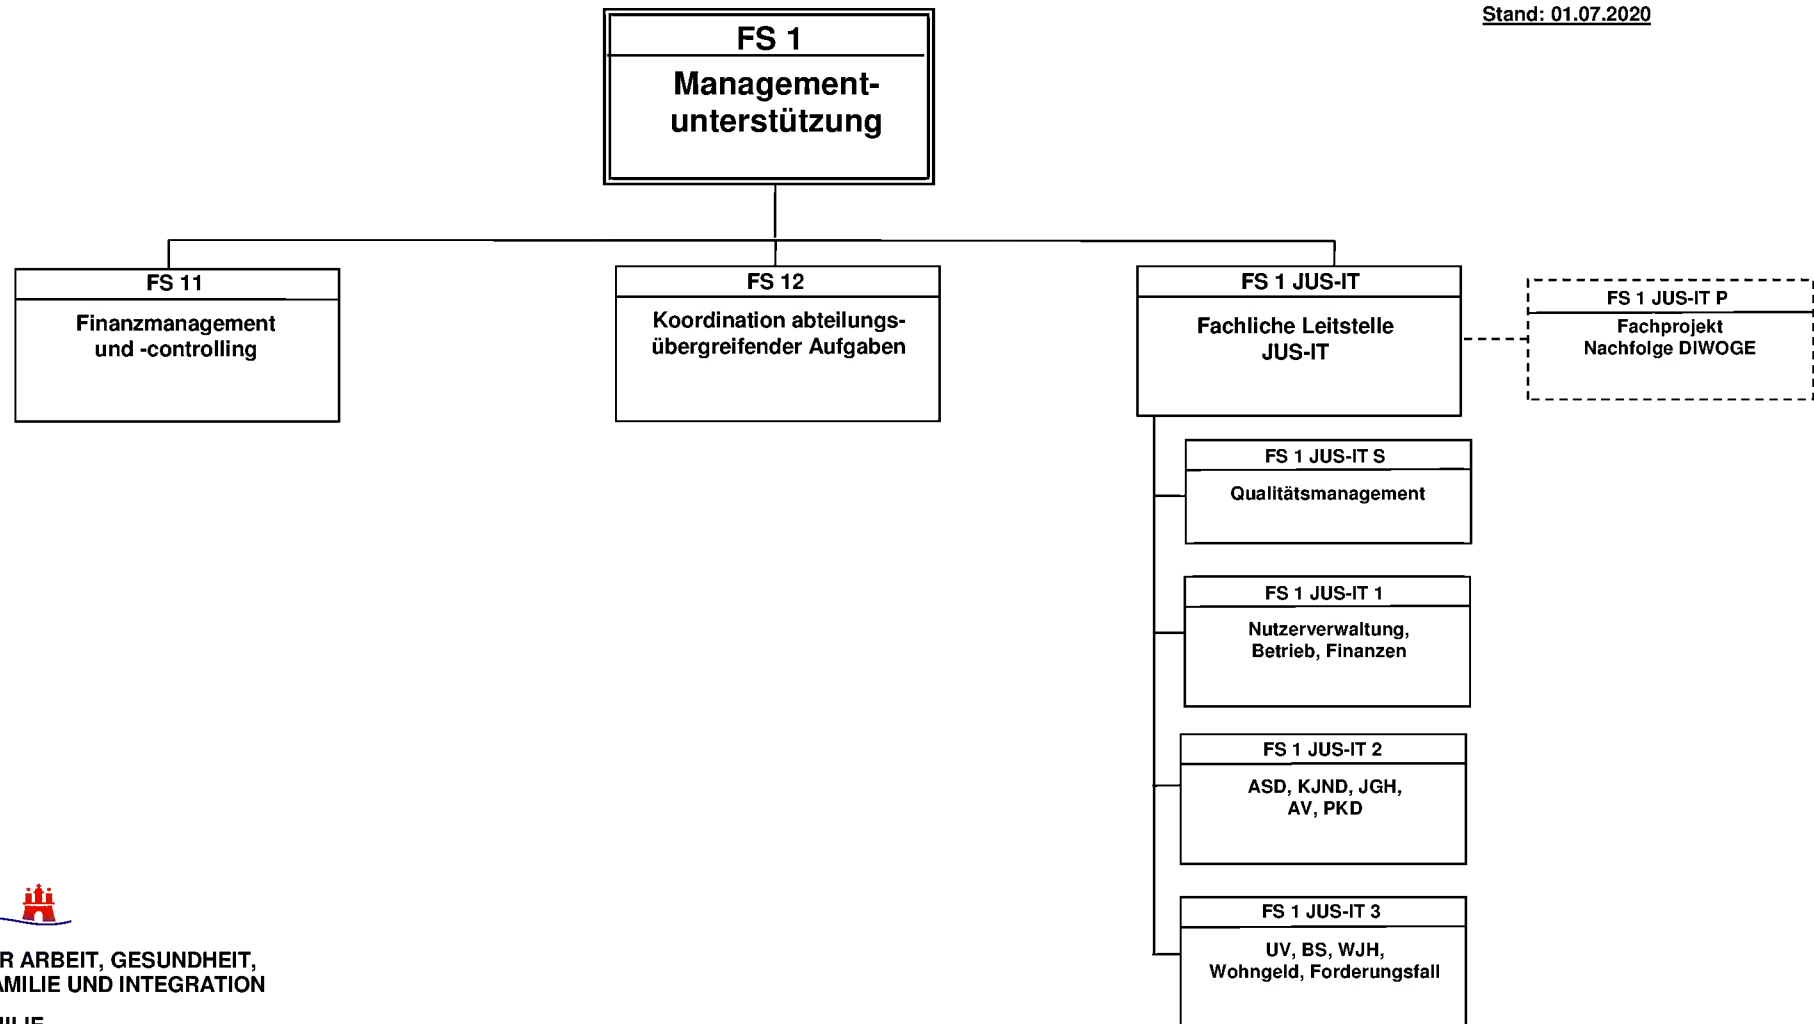 Stand: 01.07.2020
FS 1
Management-
unterstützung
FS 11
Finanzmanagement
und -controlling
FS 12
Koordination abteilungs-
übergreifender Aufgaben
FS 1 JUS-IT
Fachliche Leitstelle
JUS-IT
FS 1 JUS-IT P
Fachprojekt
Nachfolge DIWOGE
FS 1 JUS-IT S
Qualitätsmanagement
FS 1 JUS-IT 1
Nutzerverwaltung,
Betrieb, Finanzen
FS 1 JUS-IT 2
ASD, KJND, JGH,
AV, PKD
FS 1 JUS-IT 3
UV, BS, WJH,
Wohngeld, Forderungsfall
R ARBEIT, GESUNDHEIT,
AMILIE UND INTEGRATION